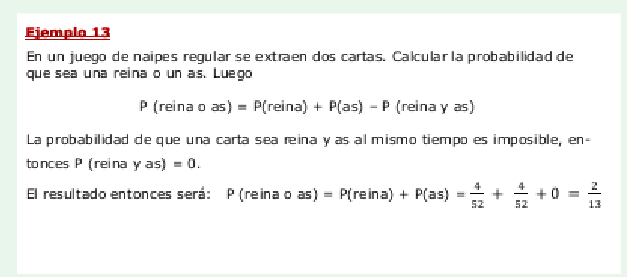 Ejemplo 13
En un juego de naipes regular se extraen dos cartas. Calcular la probabilidad de
que sea una reina o un as. Luego
P (reina o as) = P(reina) + P(as) – P (reina y as)
La probabilidad de que una carta sea reina y as al mismo tiempo es imposible, en-
tonces P (reina y as) = 0.
El resultado entonces será: P (reina o as) = P(reina) + P(as) = 4/52 + 4/52 + 0 = 2/13